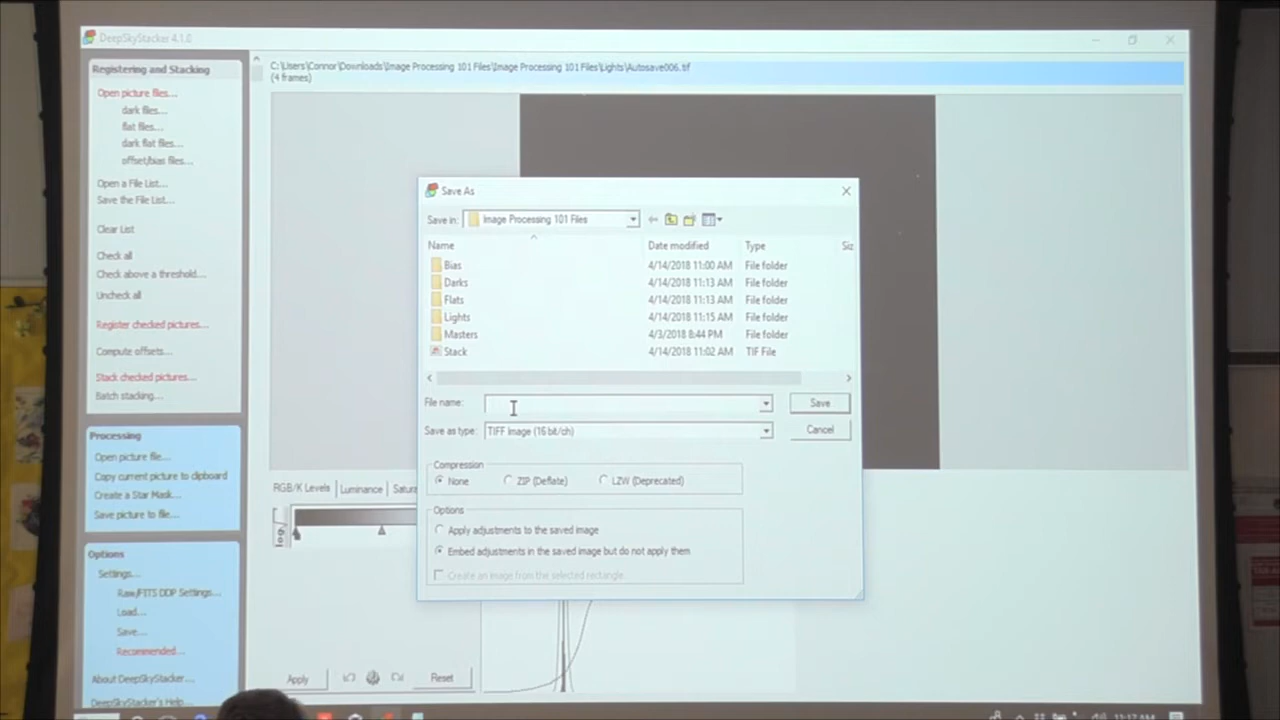 DeepSkyStacker 4.1.0
Registering and Stacking
Open picture files...
dark files...
flat files...
dark flat files...
offset/bias files...
Open a File List...
Save the File List...
Clear List
Check all
Check above a threshold...
Uncheck all
Register checked pictures...
Compute offsets...
Stack checked pictures...
Batch stacking...
Processing
Open picture file...
Copy current picture to clipboard
Create a Star Mask...
Save picture to file...
Options
Settings...
Raw/FITS DDP Settings...
Load...
Save...
Recommended...
About DeepSkyStacker...
DeepSkyStacker's Help...
C:\Users\Connor\Downloads\Image Processing 101 Files\Image Processing 101 Files\Lights\Autosave006.tif
(4 frames)
Save As
Save in: Image Processing 101 Files
Name Date modified Type Siz
Bias 4/14/2018 11:00 AM File folder
Darks 4/14/2018 11:13 AM File folder
Flats 4/14/2018 11:13 AM File folder
Lights 4/14/2018 11:15 AM File folder
Masters 4/3/2018 8:44 PM File folder
Stack 4/14/2018 11:02 AM TIF File
File name: Save
Save as type: TIFF Image (16 bit/ch) Cancel
Compression
None ZIP (Deflate) LZW (Deprecated)
Options
Apply adjustments to the saved image
Embed adjustments in the saved image but do not apply them
Create an image from the selected rectangle
RGB/K Levels Luminance Satura
log
Apply Reset
11:17 AM